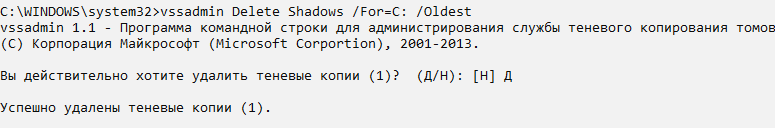 C:\WINDOWS\system32>vssadmin Delete Shadows /For=C: /Oldest
vssadmin 1.1 - Программа командной строки для администрирования службы теневого копирования томов
(C) Корпорация Майкрософт (Microsoft Corportion), 2001-2013.
Вы действительно хотите удалить теневые копии (1)? (Д/Н): [Н] Д
Успешно удалены теневые копии (1).